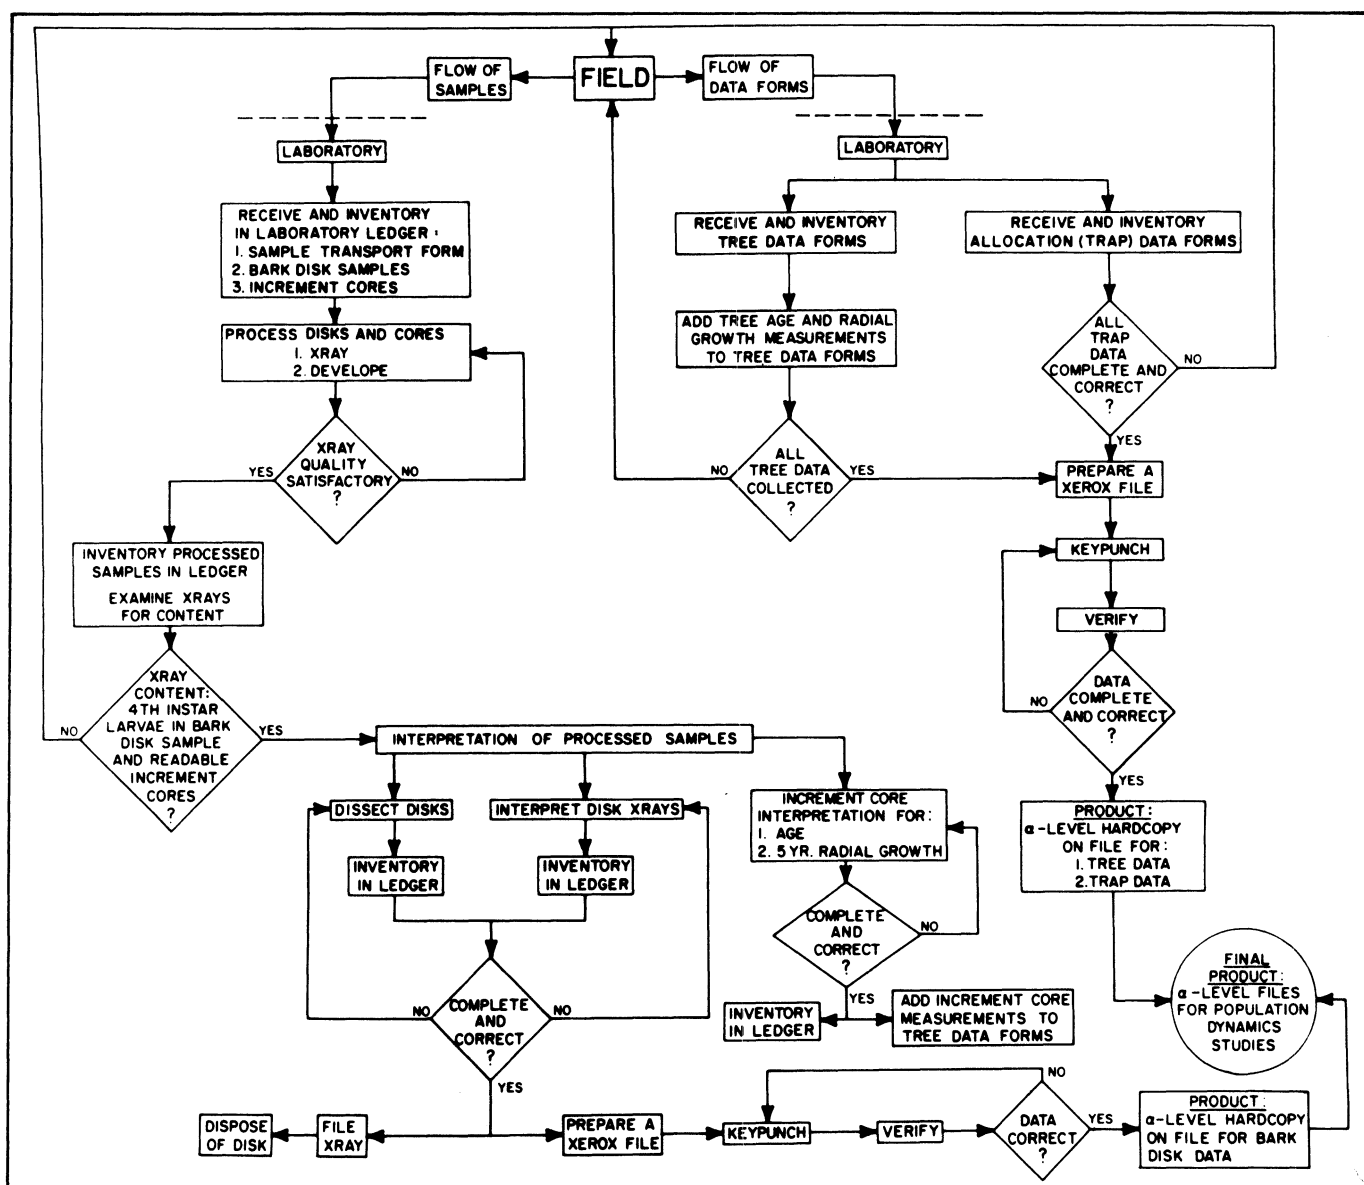 FLOW OF
SAMPLES
FIELD
FLOW OF
DATA FORMS
LABORATORY
LABORATORY
RECEIVE AND INVENTORY
IN LABORATORY LEDGER:
1. SAMPLE TRANSPORT FORM
2. BARK DISK SAMPLES
3. INCREMENT CORES
RECEIVE AND INVENTORY
TREE DATA FORMS
RECEIVE AND INVENTORY
ALLOCATION (TRAP) DATA FORMS
PROCESS DISKS AND CORES
1. XRAY
2. DEVELOPE
ADD TREE AGE AND RADIAL
GROWTH MEASUREMENTS
TO TREE DATA FORMS
ALL
TRAP
DATA
COMPLETE AND
CORRECT
?
NO
YES
XRAY
QUALITY
SATISFACTORY
?
YES
NO
ALL
TREE DATA
COLLECTED
?
NO
YES
PREPARE A
XEROX FILE
INVENTORY PROCESSED
SAMPLES IN LEDGER
EXAMINE XRAYS
FOR CONTENT
KEYPUNCH
VERIFY
XRAY
CONTENT:
4TH INSTAR
LARVAE IN BARK
DISK SAMPLE
AND READABLE
INCREMENT
CORES
?
NO
YES
DATA
COMPLETE
AND CORRECT
?
NO
YES
INTERPRETATION OF PROCESSED SAMPLES
DISSECT DISKS
INTERPRET DISK XRAYS
INCREMENT CORE
INTERPRETATION FOR:
1. AGE
2. 5 YR. RADIAL GROWTH
PRODUCT:
α-LEVEL HARDCOPY
ON FILE FOR:
1. TREE DATA
2. TRAP DATA
INVENTORY
IN LEDGER
INVENTORY
IN LEDGER
COMPLETE
AND
CORRECT
?
NO
YES
COMPLETE
AND
CORRECT
?
NO
NO
YES
INVENTORY
IN LEDGER
ADD INCREMENT CORE
MEASUREMENTS TO
TREE DATA FORMS
FINAL
PRODUCT:
α-LEVEL FILES
FOR POPULATION
DYNAMICS
STUDIES
DISPOSE
OF DISK
FILE
XRAY
PREPARE A
XEROX FILE
KEYPUNCH
VERIFY
DATA
CORRECT
?
NO
YES
PRODUCT:
α-LEVEL HARDCOPY
ON FILE FOR BARK
DISK DATA